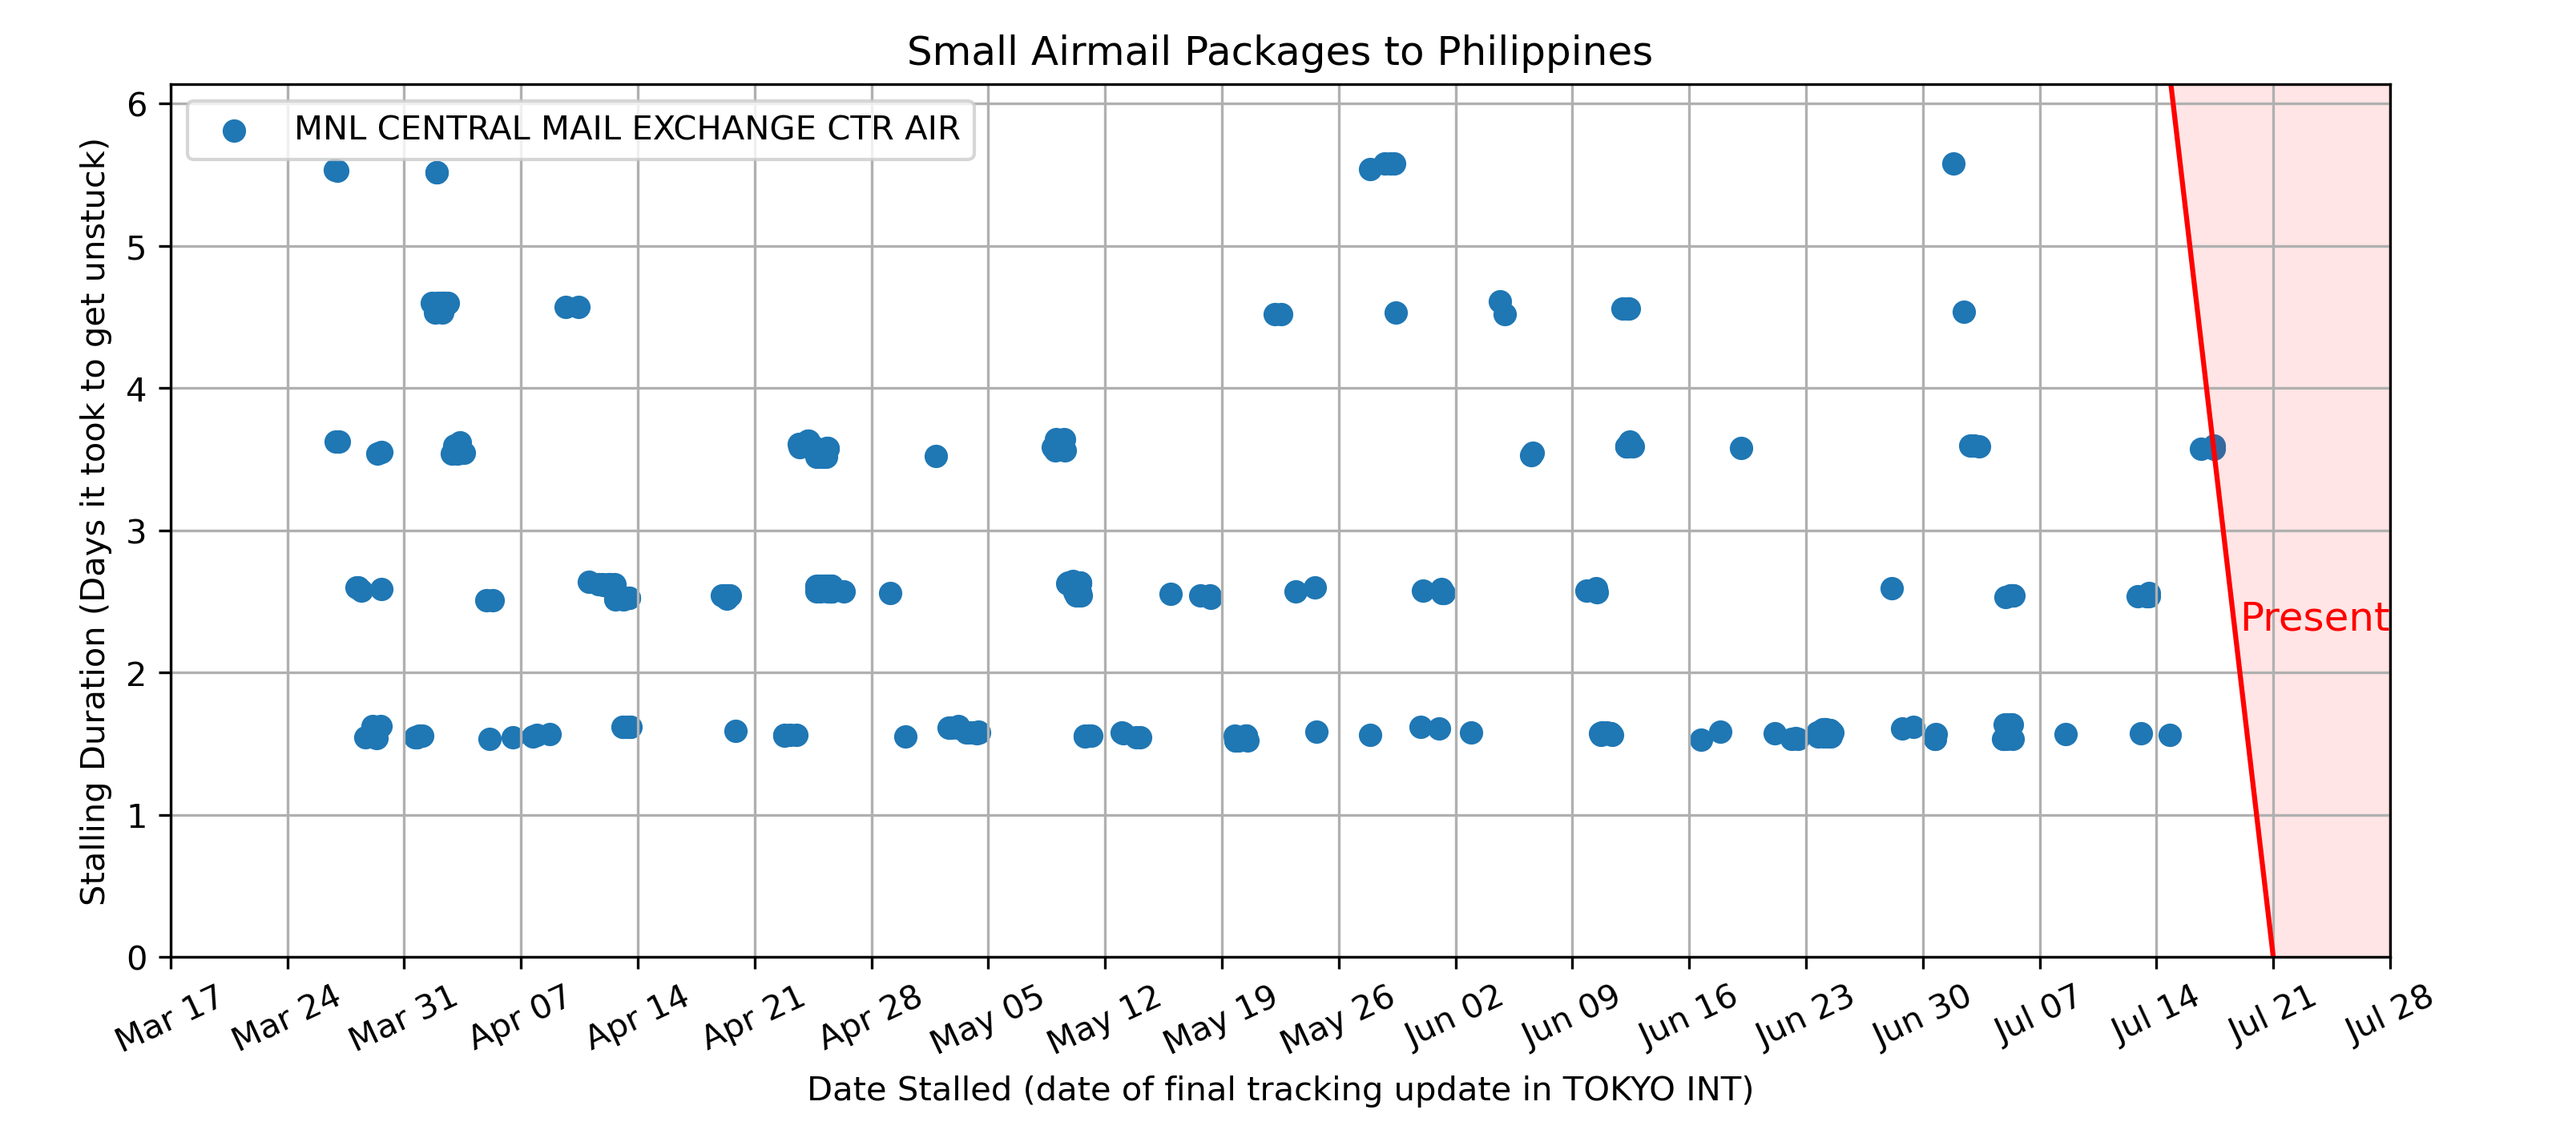 Small Airmail Packages to Philippines
MNL CENTRAL MAIL EXCHANGE CTR AIR
Stalling Duration (Days it took to get unstuck)
6
5
4
3
2
1
0
Present
Mar 17
Mar 24
Mar 31
Apr 07
Apr 14
Apr 21
Apr 28
May 05
May 12
May 19
May 26
Jun 02
Jun 09
Jun 16
Jun 23
Jun 30
Jul 07
Jul 14
Jul 21
Jul 28
Date Stalled (date of final tracking update in TOKYO INT)